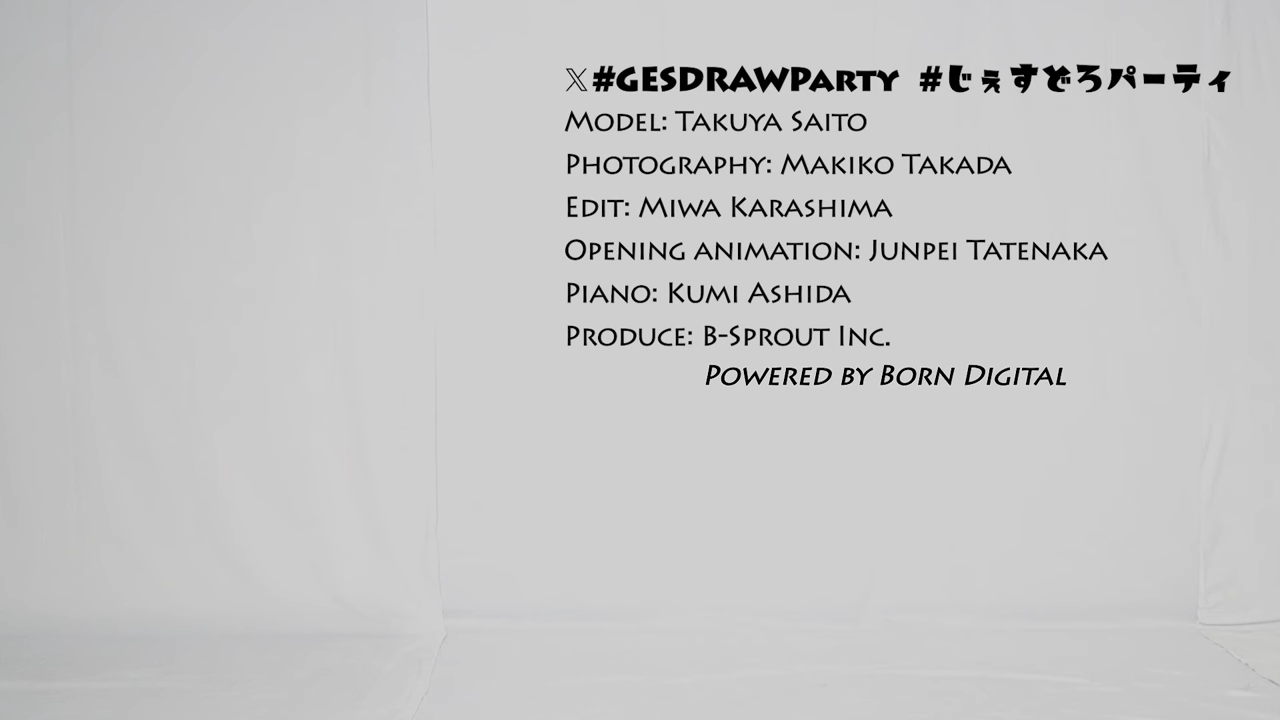 𝕏#GESDRAWParty #じぇすどろパーティ
Model: Takuya Saito
Photography: Makiko Takada
Edit: Miwa Karashima
Opening animation: Junpei Tatenaka
Piano: Kumi Ashida
Produce: B-Sprout Inc.
Powered by Born Digital